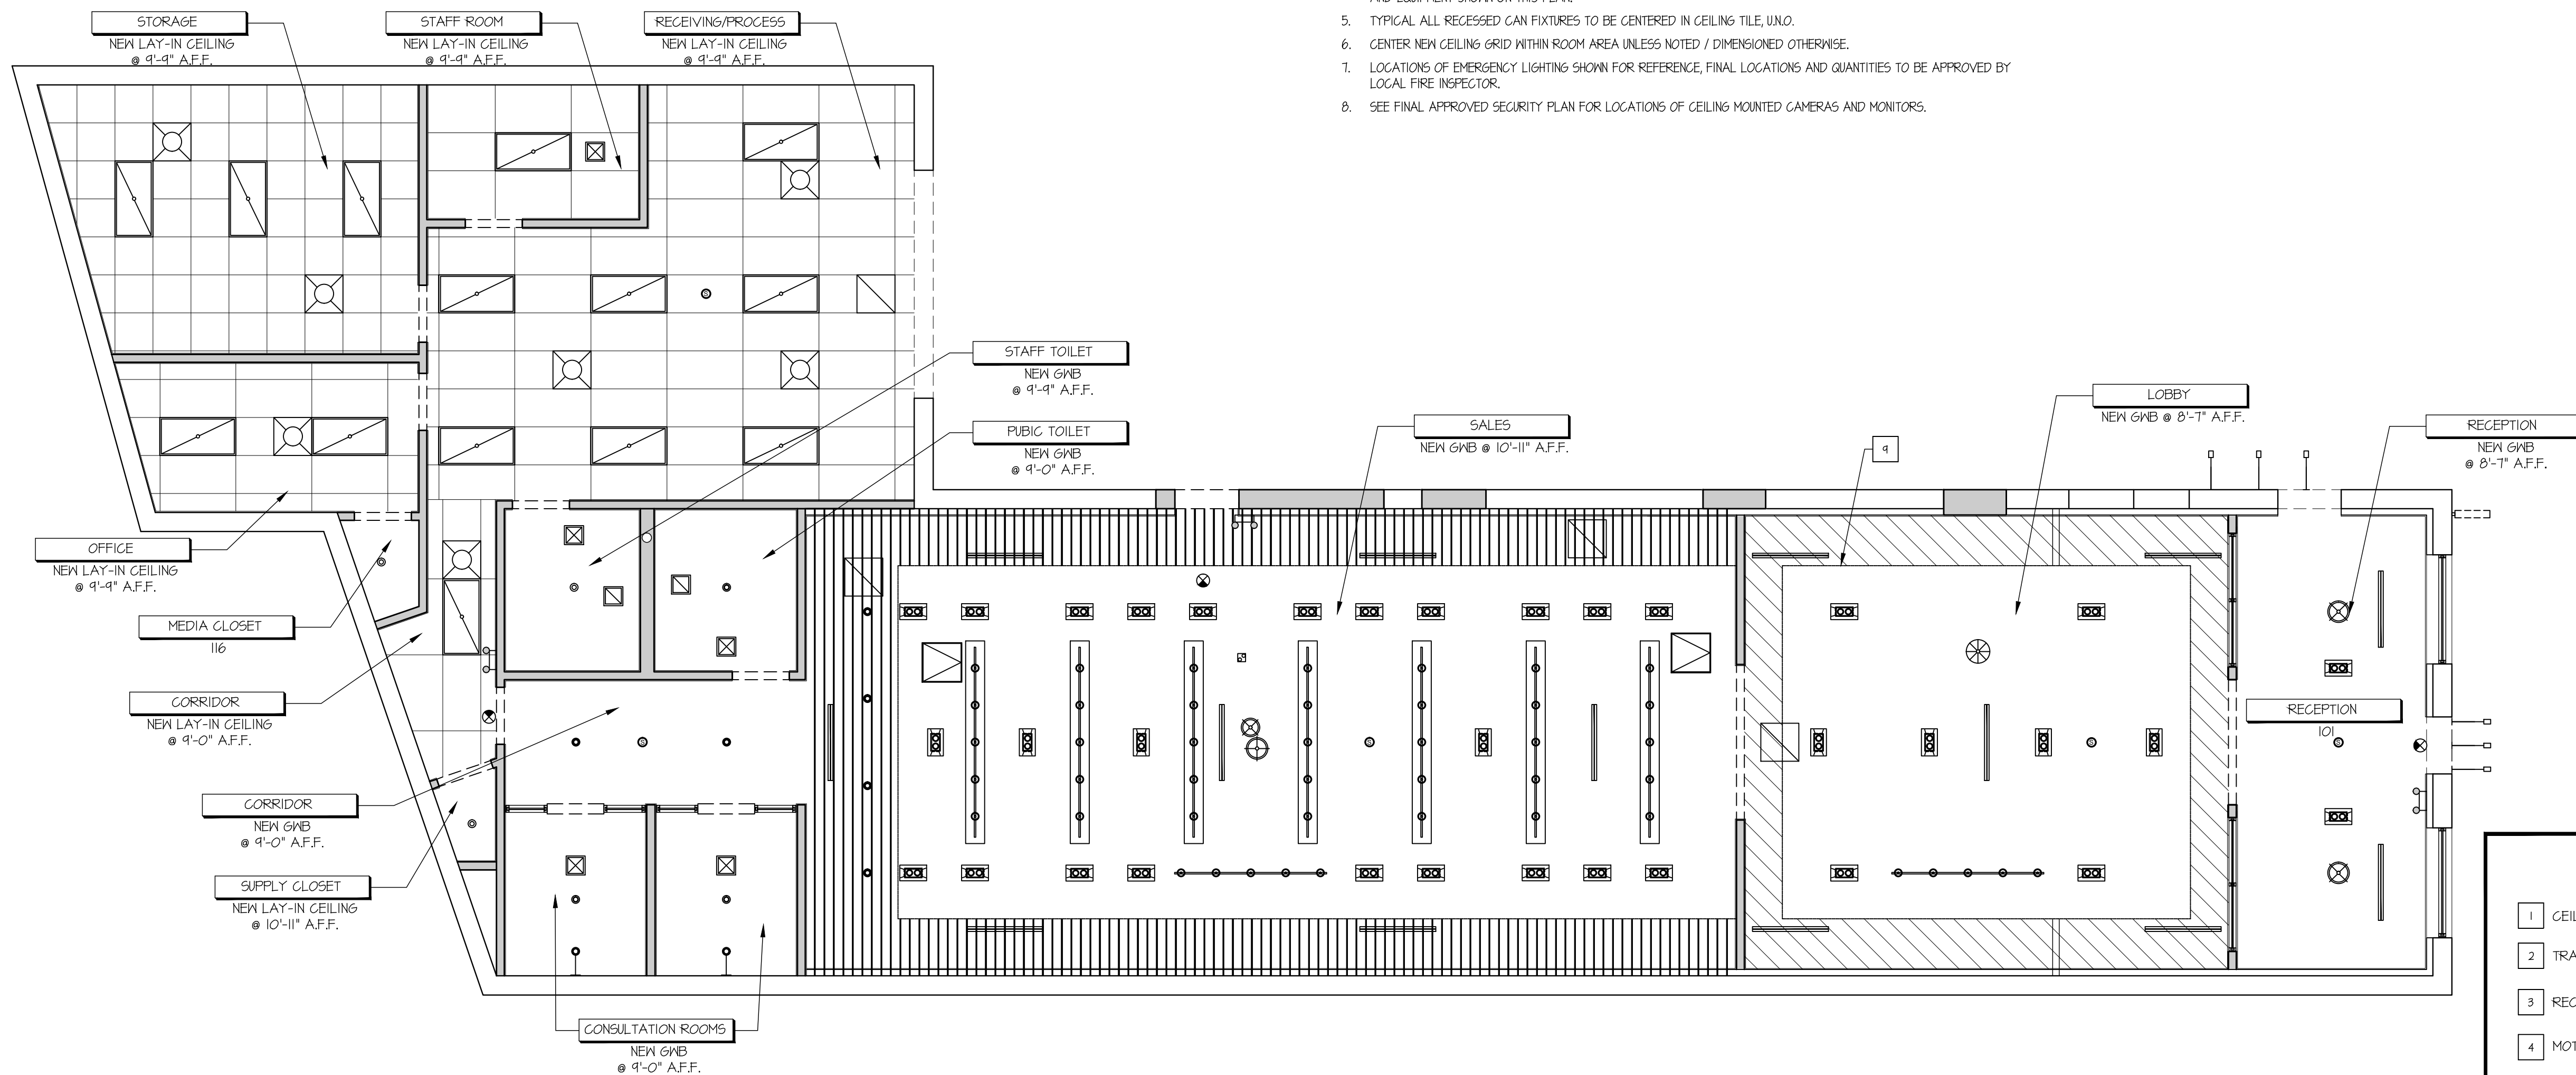 AND EQUIPMENT SHOWN ON THIS PLAN.
5. TYPICAL ALL RECESSED CAN FIXTURES TO BE CENTERED IN CEILING TILE, U.N.O.
6. CENTER NEW CEILING GRID WITHIN ROOM AREA UNLESS NOTED / DIMENSIONED OTHERWISE.
7. LOCATIONS OF EMERGENCY LIGHTING SHOWN FOR REFERENCE, FINAL LOCATIONS AND QUANTITIES TO BE APPROVED BY
LOCAL FIRE INSPECTOR.
8. SEE FINAL APPROVED SECURITY PLAN FOR LOCATIONS OF CEILING MOUNTED CAMERAS AND MONITORS.
STORAGE
NEW LAY-IN CEILING
@ 9'-9" A.F.F.
STAFF ROOM
NEW LAY-IN CEILING
@ 9'-9" A.F.F.
RECEIVING/PROCESS
NEW LAY-IN CEILING
@ 9'-9" A.F.F.
STAFF TOILET
NEW GWB
@ 9'-9" A.F.F.
PUBIC TOILET
NEW GWB
@ 9'-0" A.F.F.
SALES
NEW GWB @ 10'-11" A.F.F.
9
LOBBY
NEW GWB @ 8'-7" A.F.F.
RECEPTION
NEW GWB
@ 8'-7" A.F.F.
OFFICE
NEW LAY-IN CEILING
@ 9'-9" A.F.F.
MEDIA CLOSET
116
CORRIDOR
NEW LAY-IN CEILING
@ 9'-0" A.F.F.
RECEPTION
101
CORRIDOR
NEW GWB
@ 9'-0" A.F.F.
SUPPLY CLOSET
NEW LAY-IN CEILING
@ 10'-11" A.F.F.
CONSULTATION ROOMS
NEW GWB
@ 9'-0" A.F.F.
S
S
S
S
S
1 CEIL
2 TRA
3 REC
4 MOT